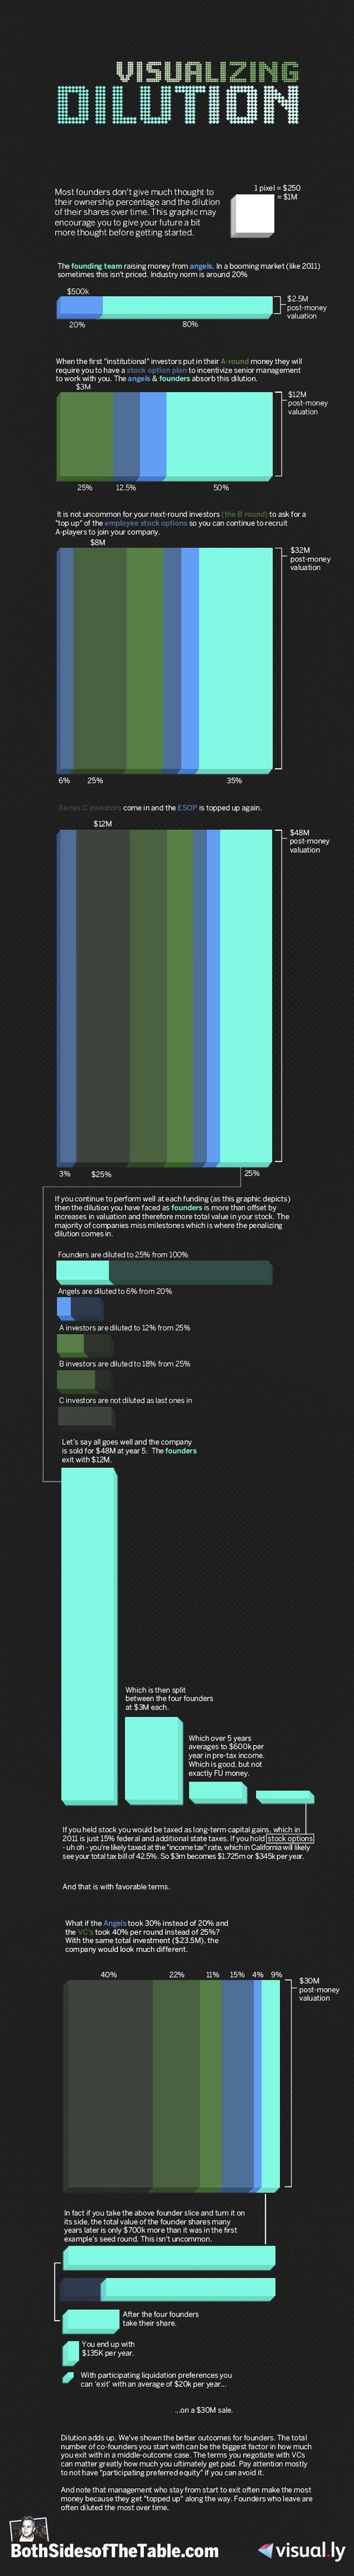 VISUALIZING
DILUTION
Most founders don't give much thought to
their ownership percentage and the dilution
of their shares over time. This graphic may
encourage you to give your future a bit
more thought before getting started.
1 pixel = $250
= $1M
The founding team raising money from angels. In a booming market (like 2011)
sometimes this isn't priced. Industry norm is around 20%
$500k
$2.5M
post-money
valuation
20%
80%
When the first "institutional" investors put in their A-round money they will
require you to have a stock option plan to incentivize senior management
to work with you. The angels & founders absorb this dilution.
$3M
$12M
post-money
valuation
25%
12.5%
50%
It is not uncommon for your next-round investors (the B round) to ask for a
"top up" of the employee stock options so you can continue to recruit
A-players to join your company.
$8M
$32M
post-money
valuation
6%
25%
35%
Series C investors come in and the ESOP is topped up again.
$12M
$48M
post-money
valuation
3%
$25%
25%
If you continue to perform well at each funding (as this graphic depicts)
then the dilution you have faced as founders is more than offset by
increases in valuation and therefore more total value in your stock. The
majority of companies miss milestones which is where the penalizing
dilution comes in.
Founders are diluted to 25% from 100%
Angels are diluted to 6% from 20%
A investors are diluted to 12% from 25%
B investors are diluted to 18% from 25%
C investors are not diluted as last ones in
Let's say all goes well and the company
is sold for $48M at year 5. The founders
exit with $12M.
Which is then split
between the four founders
at $3M each.
Which over 5 years
averages to $600k per
year in pre-tax income.
Which is good, but not
exactly FU money.
If you held stock you would be taxed as long-term capital gains, which in
2011 is just 15% federal and additional state taxes. If you hold stock options
- uh oh - you're likely taxed at the "income tax" rate, which in California will likely
see your total tax bill of 42.5%. So $3m becomes $1.725m or $345k per year.
And that is with favorable terms.
What if the Angels took 30% instead of 20% and
the VC's took 40% per round instead of 25%?
With the same total investment ($23.5M), the
company would look much different.
40%
22%
11%
15%
4%
9%
$30M
post-money
valuation
In fact if you take the above founder slice and turn it on
its side, the total value of the founder shares many
years later is only $700k more than it was in the first
example's seed round. This isn't uncommon.
After the four founders
take their share.
You end up with
$135K per year.
With participating liquidation preferences you
can 'exit' with an average of $20k per year...
...on a $30M sale.
Dilution adds up. We've shown the better outcomes for founders. The total
number of co-founders you start with can be the biggest factor in how much
you exit with in a middle-outcome case. The terms you negotiate with VCs
can matter greatly how much you ultimately get paid. Pay attention mostly
to not have "participating preferred equity" if you can avoid it.
And note that management who stay from start to exit often make the most
money because they get "topped up" along the way. Founders who leave are
often diluted the most over time.
BothSidesofTheTable.com
visual.ly